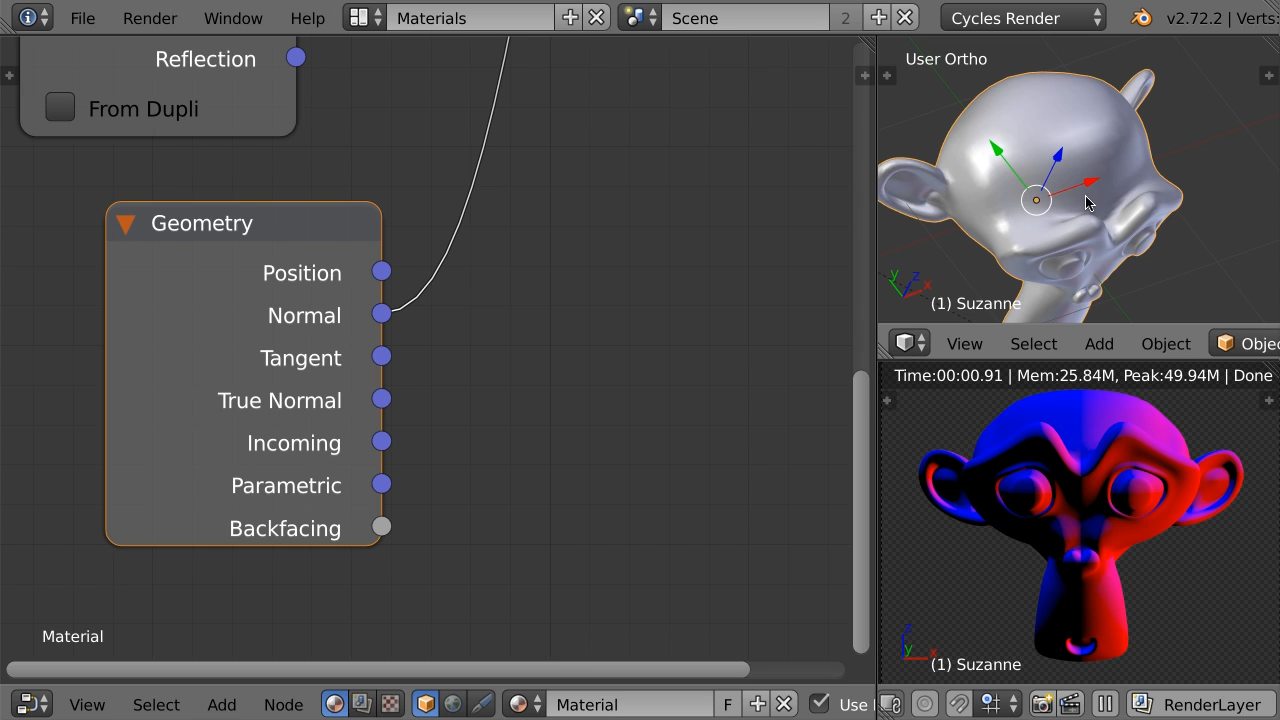 File Render Window Help Materials Scene 2 Cycles Render v2.72.2 | Verts:
Reflection
From Dupli
Geometry
Position
Normal
Tangent
True Normal
Incoming
Parametric
Backfacing
Material
View Select Add Node Material F Use
User Ortho
y z x
(1) Suzanne
View Select Add Object Objec
Time:00:00.91 | Mem:25.84M, Peak:49.94M | Done
z
y x
(1) Suzanne
RenderLayer